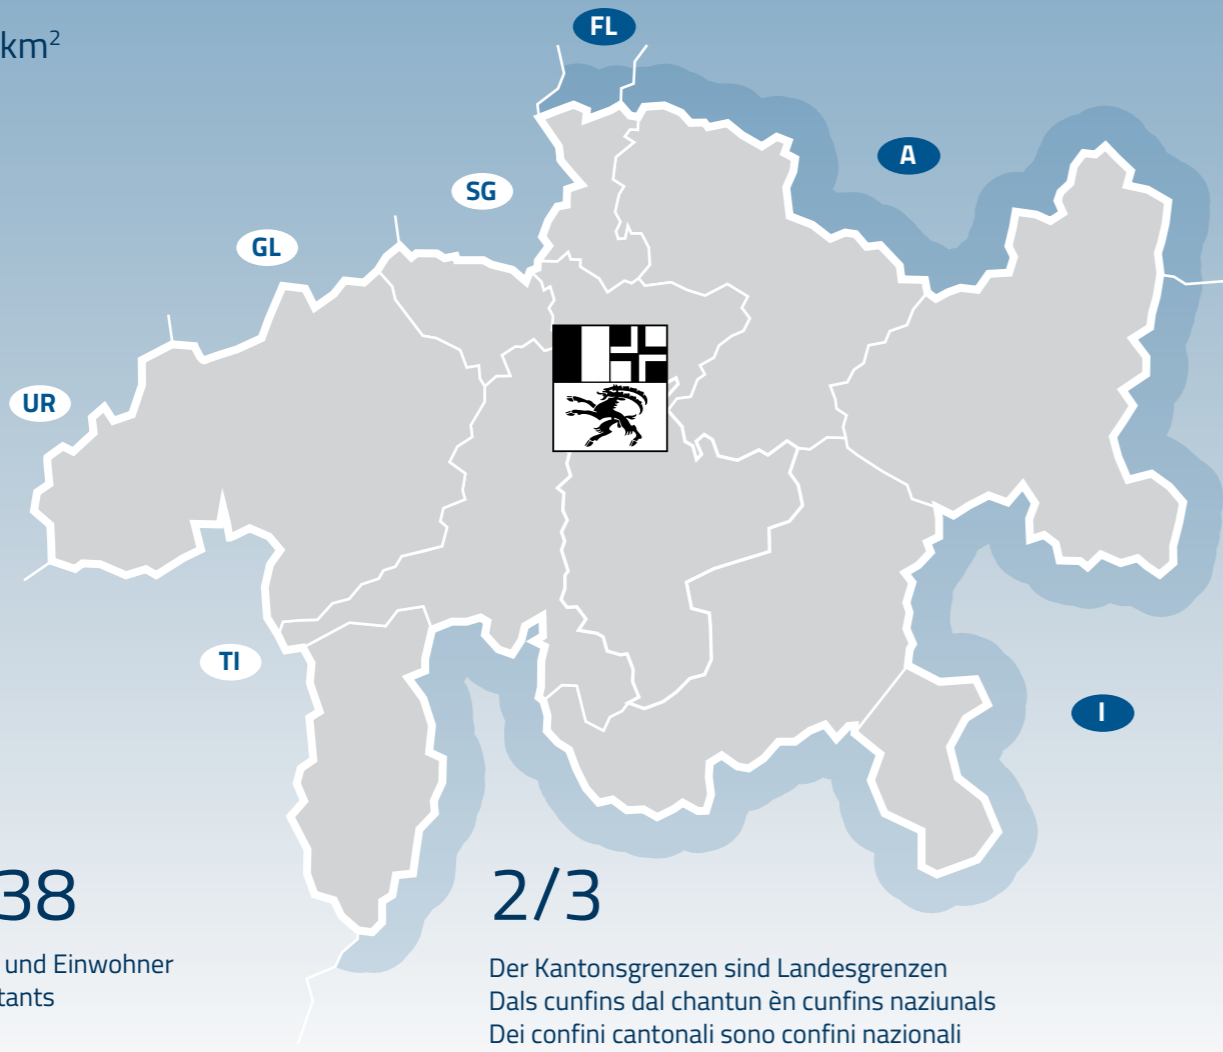 km²
FL
A
SG
GL
UR
TI
I
38
und Einwohner
tants
2/3
Der Kantonsgrenzen sind Landesgrenzen
Dals cunfins dal chantun èn cunfins naziunals
Dei confini cantonali sono confini nazionali